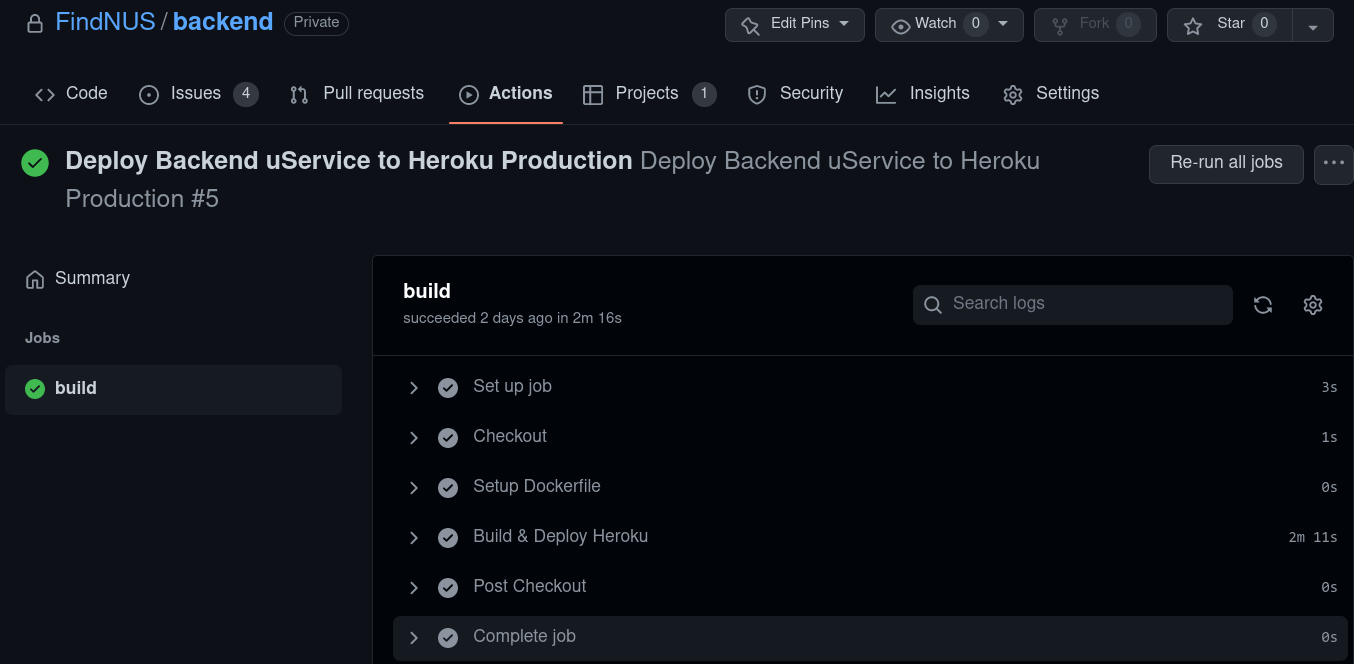 FindNUS / backend Private Edit Pins Watch 0 Fork 0 Star 0
Code Issues 4 Pull requests Actions Projects 1 Security Insights Settings
Deploy Backend uService to Heroku Production Deploy Backend uService to Heroku
Production #5
Re-run all jobs
Summary
Jobs
build
build
succeeded 2 days ago in 2m 16s
Search logs
Set up job 3s
Checkout 1s
Setup Dockerfile 0s
Build & Deploy Heroku 2m 11s
Post Checkout 0s
Complete job 0s